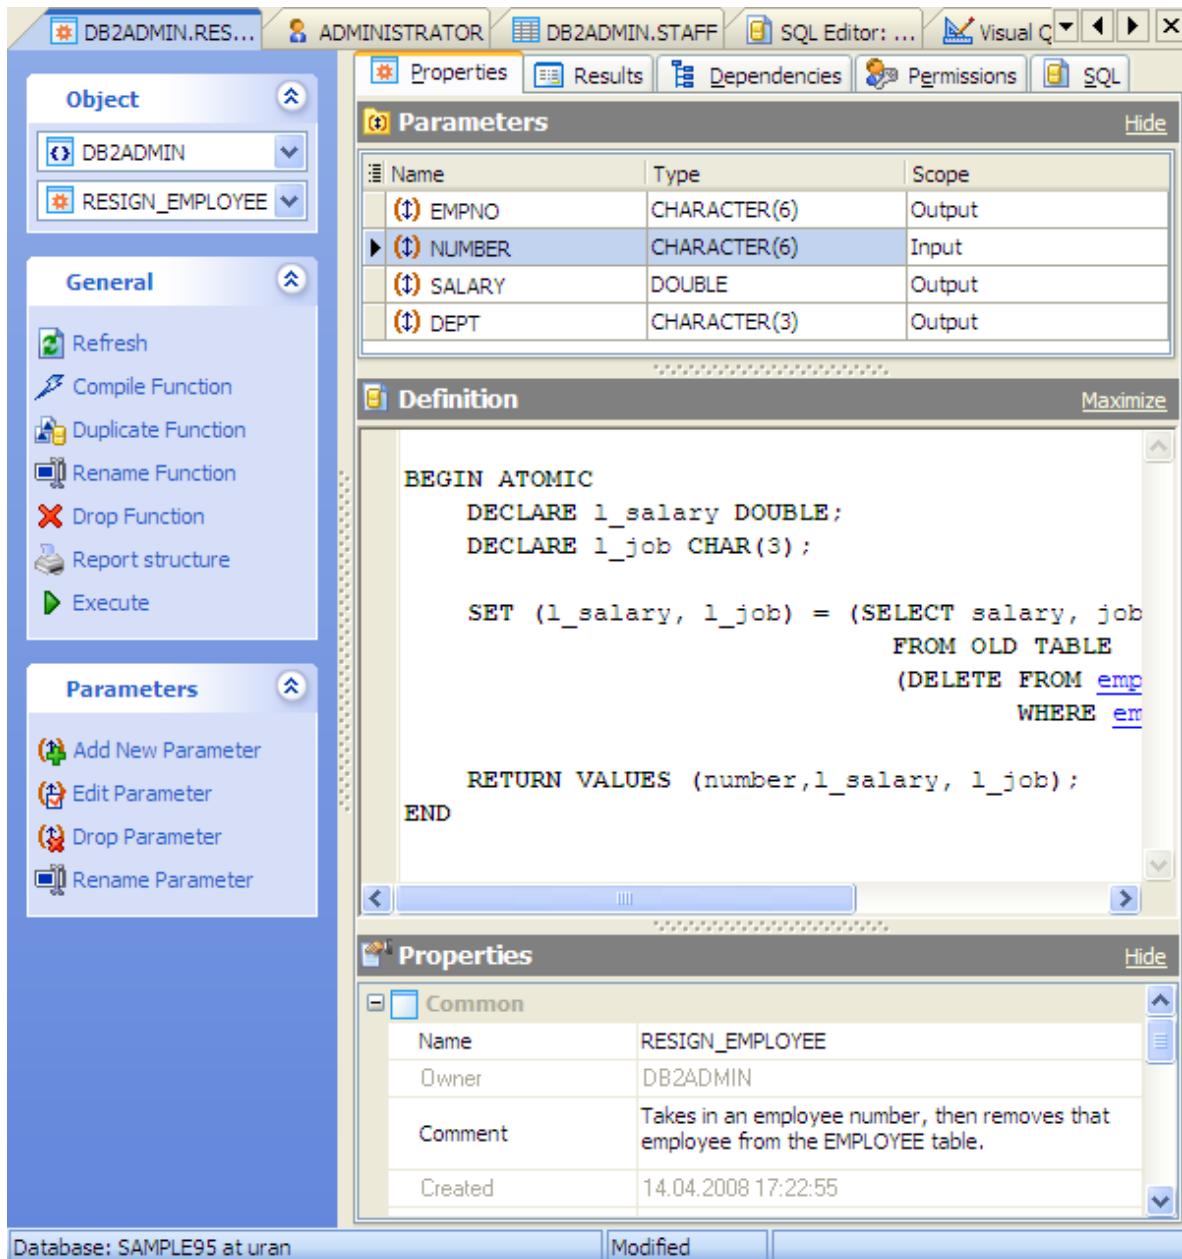 DB2ADMIN.RES... ADMINISTRATOR DB2ADMIN.STAFF SQL Editor: ... Visual Q
Object
DB2ADMIN
RESIGN_EMPLOYEE
General
Refresh
Compile Function
Duplicate Function
Rename Function
Drop Function
Report structure
Execute
Parameters
Add New Parameter
Edit Parameter
Drop Parameter
Rename Parameter
Properties Results Dependencies Permissions SQL
Parameters Hide
Name Type Scope
EMPNO CHARACTER(6) Output
NUMBER CHARACTER(6) Input
SALARY DOUBLE Output
DEPT CHARACTER(3) Output
Definition Maximize
BEGIN ATOMIC
DECLARE l_salary DOUBLE;
DECLARE l_job CHAR(3);
SET (l_salary, l_job) = (SELECT salary, job
FROM OLD TABLE
(DELETE FROM emp
WHERE em
RETURN VALUES (number,l_salary, l_job);
END
Properties Hide
Common
Name RESIGN_EMPLOYEE
Owner DB2ADMIN
Comment Takes in an employee number, then removes that
employee from the EMPLOYEE table.
Created 14.04.2008 17:22:55
Database: SAMPLE95 at uran Modified